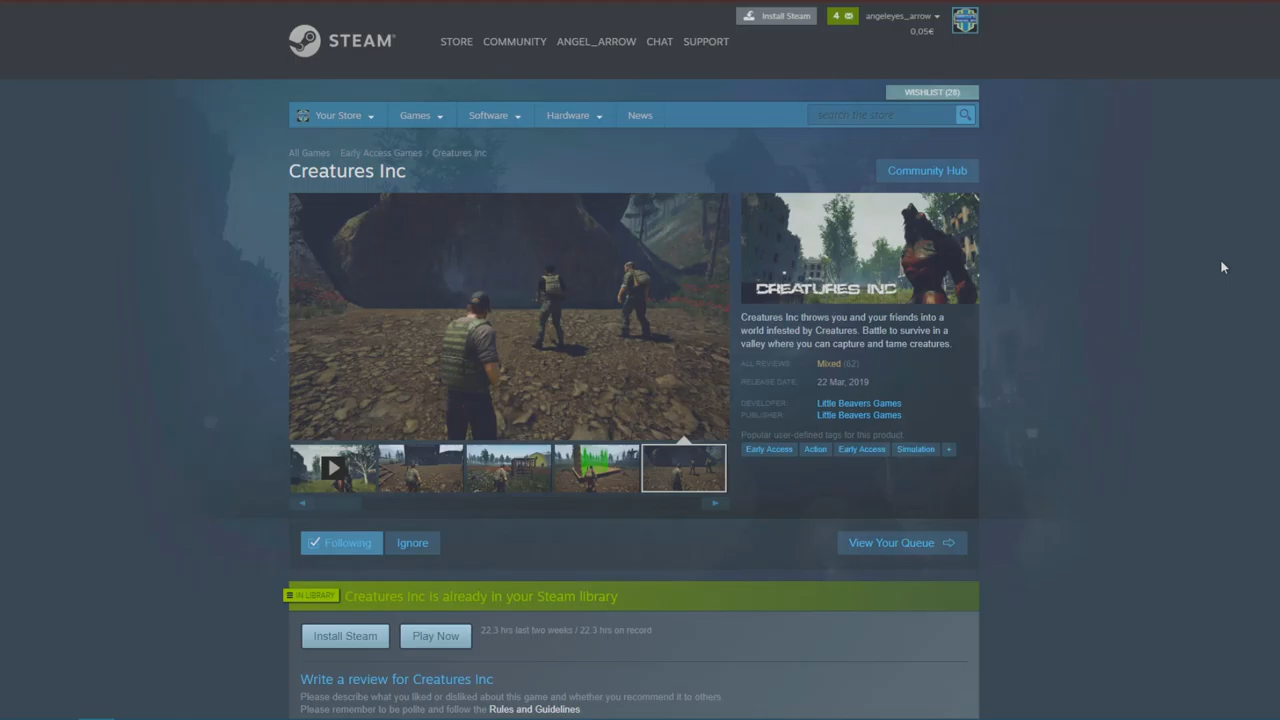 Install Steam
4
angeleyes_arrow
0,05€
STEAM®
STORE COMMUNITY ANGEL_ARROW CHAT SUPPORT
WISHLIST (28)
Your Store Games Software Hardware News
search the store
All Games > Early Access Games > Creatures Inc
Creatures Inc
Community Hub
CREATURES INC
Creatures Inc throws you and your friends into a
world infested by Creatures. Battle to survive in a
valley where you can capture and tame creatures.
ALL REVIEWS: Mixed (62)
RELEASE DATE: 22 Mar, 2019
DEVELOPER: Little Beavers Games
PUBLISHER: Little Beavers Games
Popular user-defined tags for this product:
Early Access Action Early Access Simulation +
Following Ignore
View Your Queue
IN LIBRARY Creatures Inc is already in your Steam library
Install Steam Play Now 22.3 hrs last two weeks / 22.3 hrs on record
Write a review for Creatures Inc
Please describe what you liked or disliked about this game and whether you recommend it to others.
Please remember to be polite and follow the Rules and Guidelines.